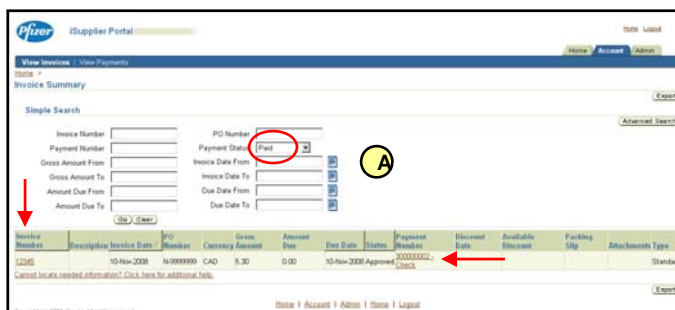 Pfizer iSupplier Portal
Home Logout
Home Account Admin
View Invoices | View Payments
Home >
Invoice Summary
Export
Simple Search
Advanced Search
Invoice Number PO Number
Payment Number Payment Status Paid
Gross Amount From Invoice Date From
Gross Amount To Invoice Date To
Amount Due From Due Date From
Amount Due To Due Date To
Go Clear
A
Invoice Number Description Invoice Date PO Number Currency Gross Amount Amount Due Due Date Status Payment Number Discount Date Available Discount Packing Slip Attachments Type
12345 10-Nov-2008 N-9999999 CAD 5.30 0.00 10-Nov-2008 Approved 300000002 - Check Standa
Cannot locate needed information? Click here for additional help.
Export
Home | Account | Admin | Home | Logout